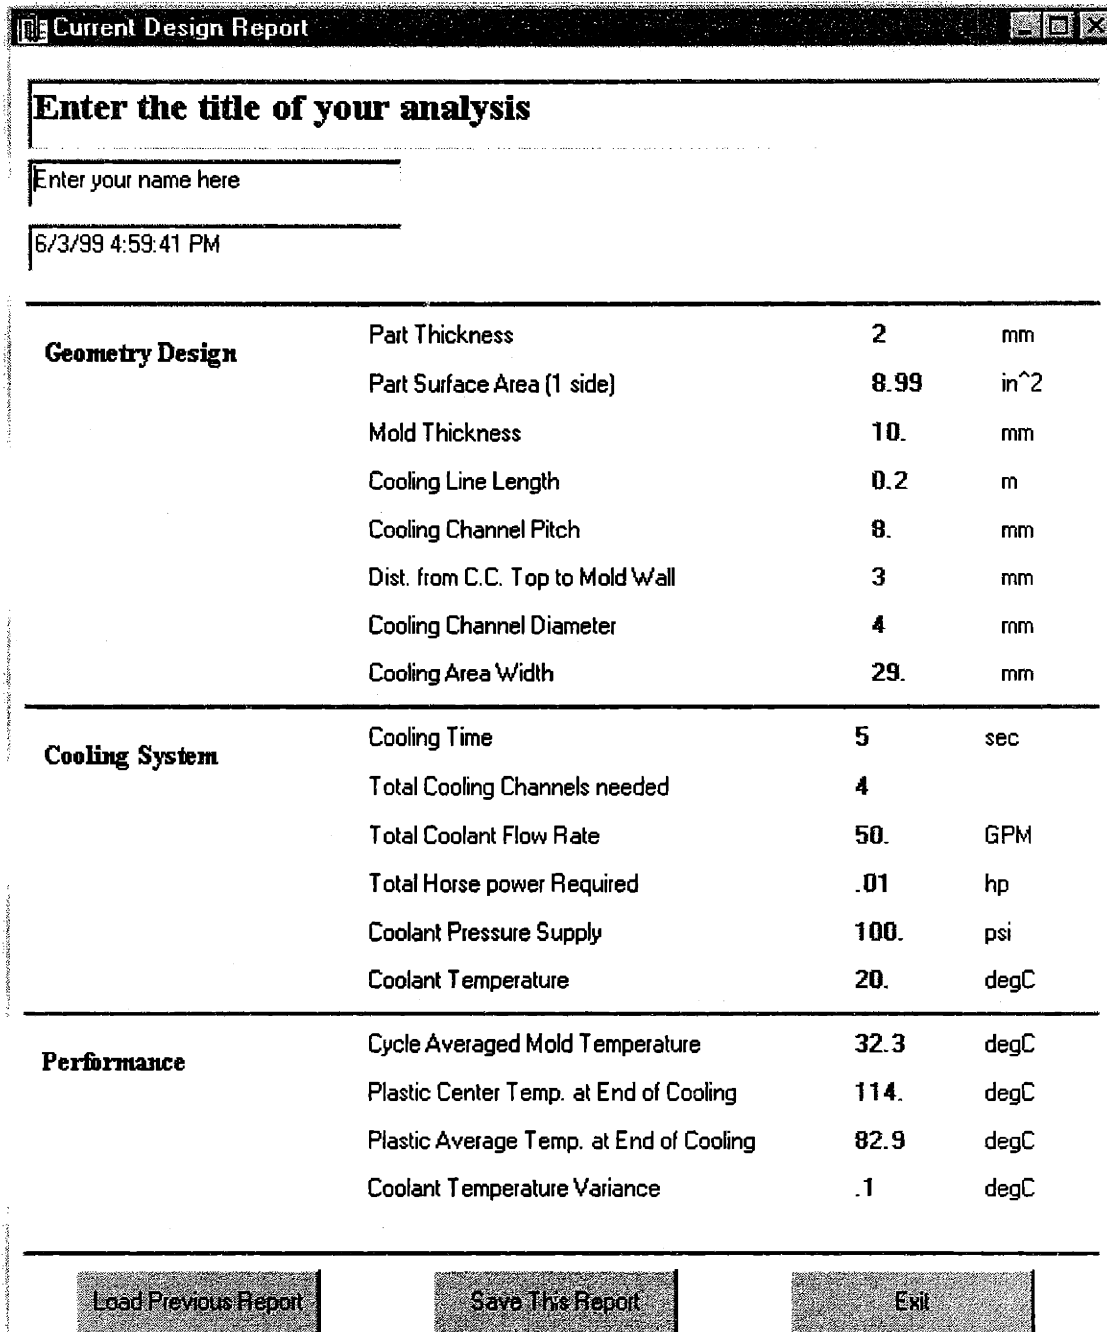 Current Design Report
Enter the title of your analysis
Enter your name here
6/3/99 4:59:41 PM
Geometry Design
Part Thickness 2 mm
Part Surface Area (1 side) 8.99 in^2
Mold Thickness 10. mm
Cooling Line Length 0.2 m
Cooling Channel Pitch 8. mm
Dist. from C.C. Top to Mold Wall 3 mm
Cooling Channel Diameter 4 mm
Cooling Area Width 29. mm
Cooling System
Cooling Time 5 sec
Total Cooling Channels needed 4
Total Coolant Flow Rate 50. GPM
Total Horse power Required .01 hp
Coolant Pressure Supply 100. psi
Coolant Temperature 20. degC
Performance
Cycle Averaged Mold Temperature 32.3 degC
Plastic Center Temp. at End of Cooling 114. degC
Plastic Average Temp. at End of Cooling 82.9 degC
Coolant Temperature Variance .1 degC
Load Previous Report Save This Report Exit